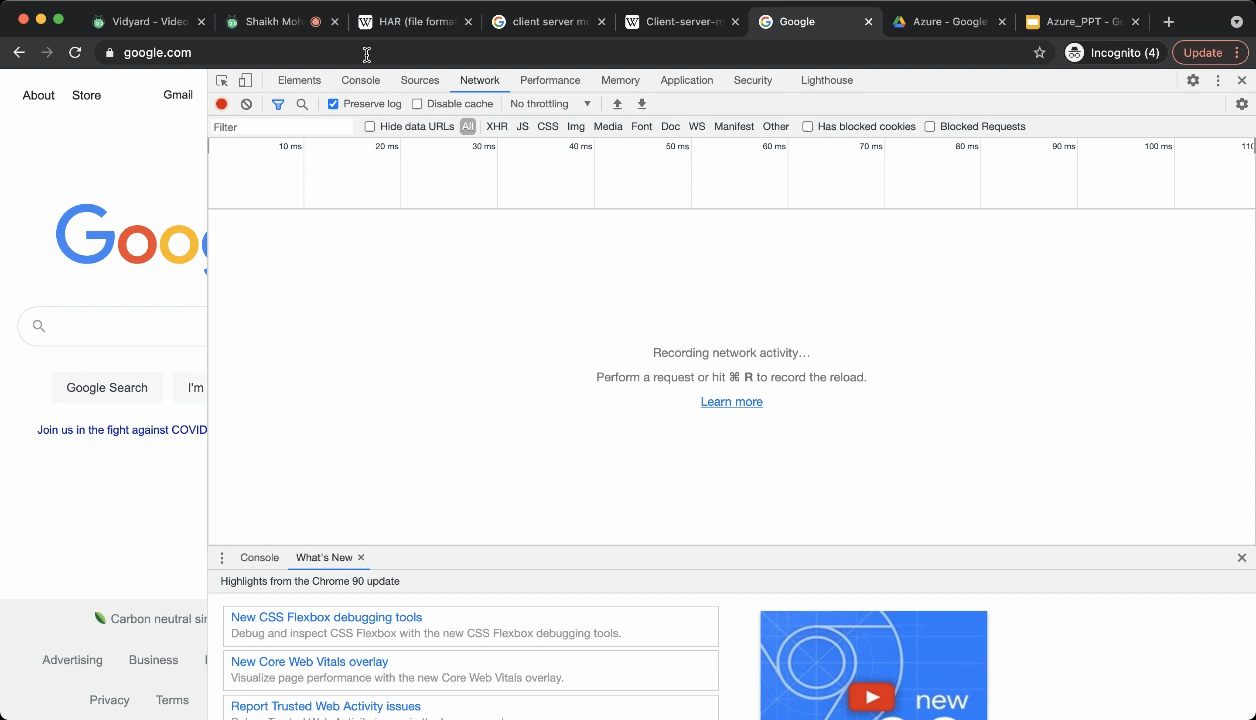 Vidyard - Video
Shaikh Moh
HAR (file forma
client server mo
Client-server-m
Google
Azure - Google
Azure_PPT - Go
google.com
Incognito (4)
Update
About
Store
Gmail
Elements
Console
Sources
Network
Performance
Memory
Application
Security
Lighthouse
Preserve log
Disable cache
No throttling
Filter
Hide data URLs
All
XHR
JS
CSS
Img
Media
Font
Doc
WS
Manifest
Other
Has blocked cookies
Blocked Requests
10 ms
20 ms
30 ms
40 ms
50 ms
60 ms
70 ms
80 ms
90 ms
100 ms
110
Goo
Recording network activity…
Perform a request or hit ⌘ R to record the reload.
Learn more
Google Search
I'm
Join us in the fight against COVID
Console
What's New
Highlights from the Chrome 90 update
New CSS Flexbox debugging tools
Debug and inspect CSS Flexbox with the new CSS Flexbox debugging tools.
New Core Web Vitals overlay
Visualize page performance with the new Core Web Vitals overlay.
Report Trusted Web Activity issues
new
Carbon neutral sin
Advertising
Business
Privacy
Terms